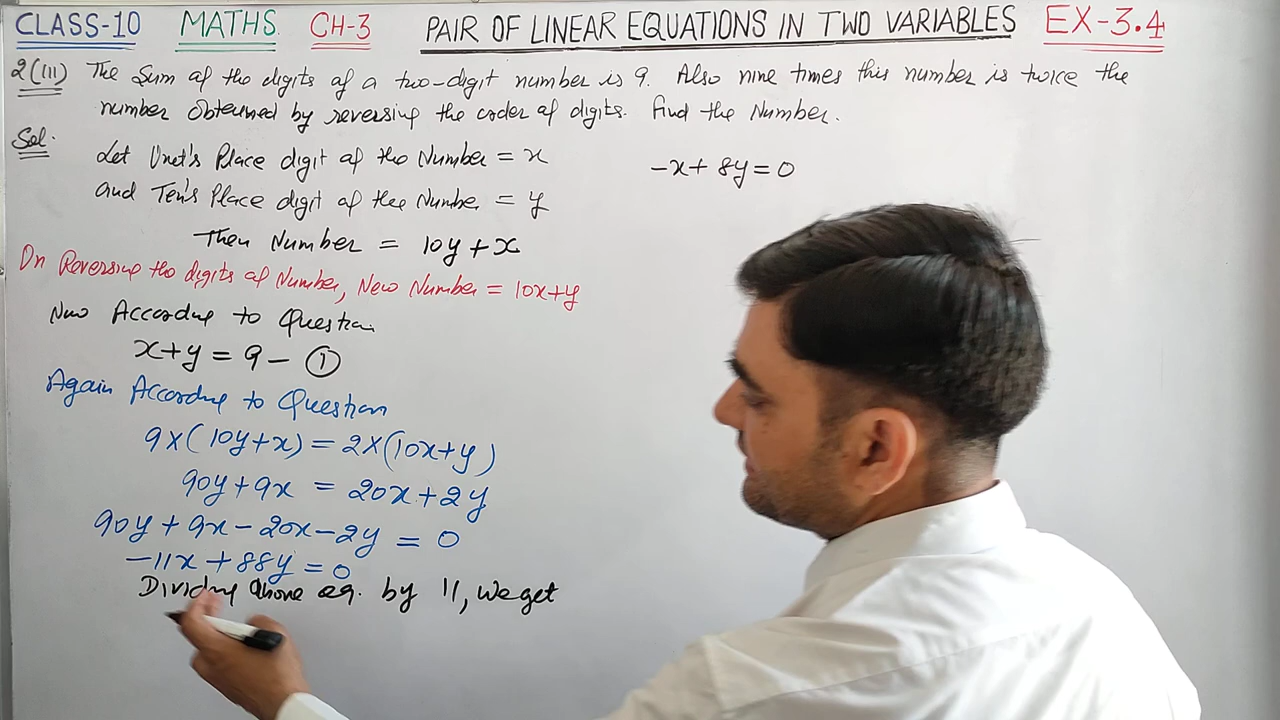 CLASS-10 MATHS CH-3 PAIR OF LINEAR EQUATIONS IN TWO VARIABLES EX-3.4
2(III) The Sum of the digits of a two-digit number is 9. Also nine times this number is twice the
number obtained by reversing the order of digits. Find the Number.
Sol.
Let Unit's Place digit of the Number = x
and Ten's Place digit of the Number = y
Then Number = 10y + x
On Reversing the digits of Number, New Number = 10x+y
Now According to Question
x+y = 9 - ①
Again According to Question
9×(10y+x) = 2×(10x+y)
90y+9x = 20x+2y
90y + 9x - 20x - 2y = 0
-11x + 88y = 0
Dividing above eq. by 11, we get
-x + 8y = 0